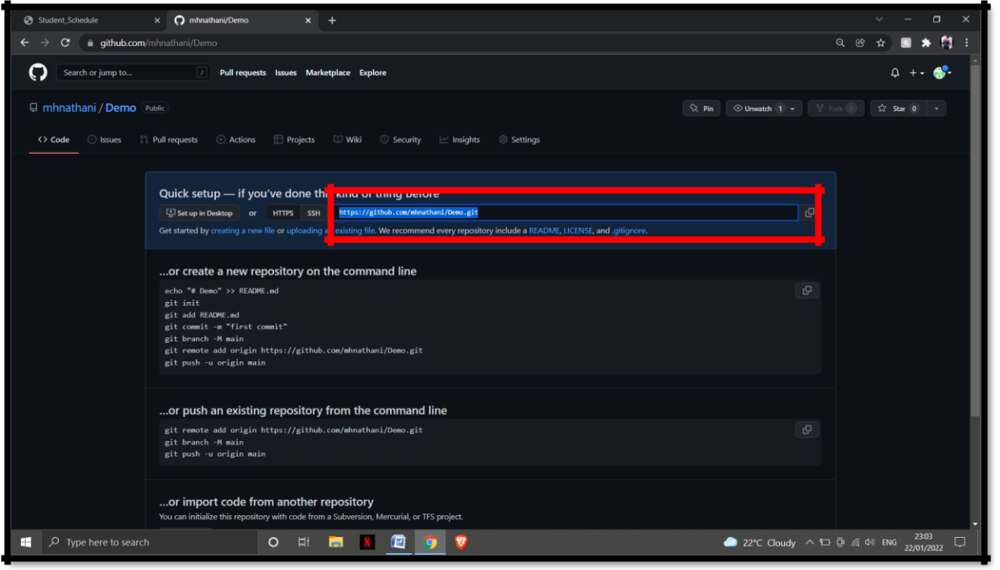 Student_Schedule
mhnathani/Demo
github.com/mhnathani/Demo
Search or jump to... /
Pull requests Issues Marketplace Explore
mhnathani / Demo Public
Pin Unwatch 1 Fork 0 Star 0
<> Code Issues Pull requests Actions Projects Wiki Security Insights Settings
Quick setup — if you've done this kind of thing before
Set up in Desktop or HTTPS SSH https://github.com/mhnathani/Demo.git
Get started by creating a new file or uploading an existing file. We recommend every repository include a README, LICENSE, and .gitignore.
...or create a new repository on the command line
echo "# Demo" >> README.md
git init
git add README.md
git commit -m "first commit"
git branch -M main
git remote add origin https://github.com/mhnathani/Demo.git
git push -u origin main
...or push an existing repository from the command line
git remote add origin https://github.com/mhnathani/Demo.git
git branch -M main
git push -u origin main
...or import code from another repository
You can initialize this repository with code from a Subversion, Mercurial, or TFS project.
Type here to search
N
22°C Cloudy ENG
23:03
22/01/2022